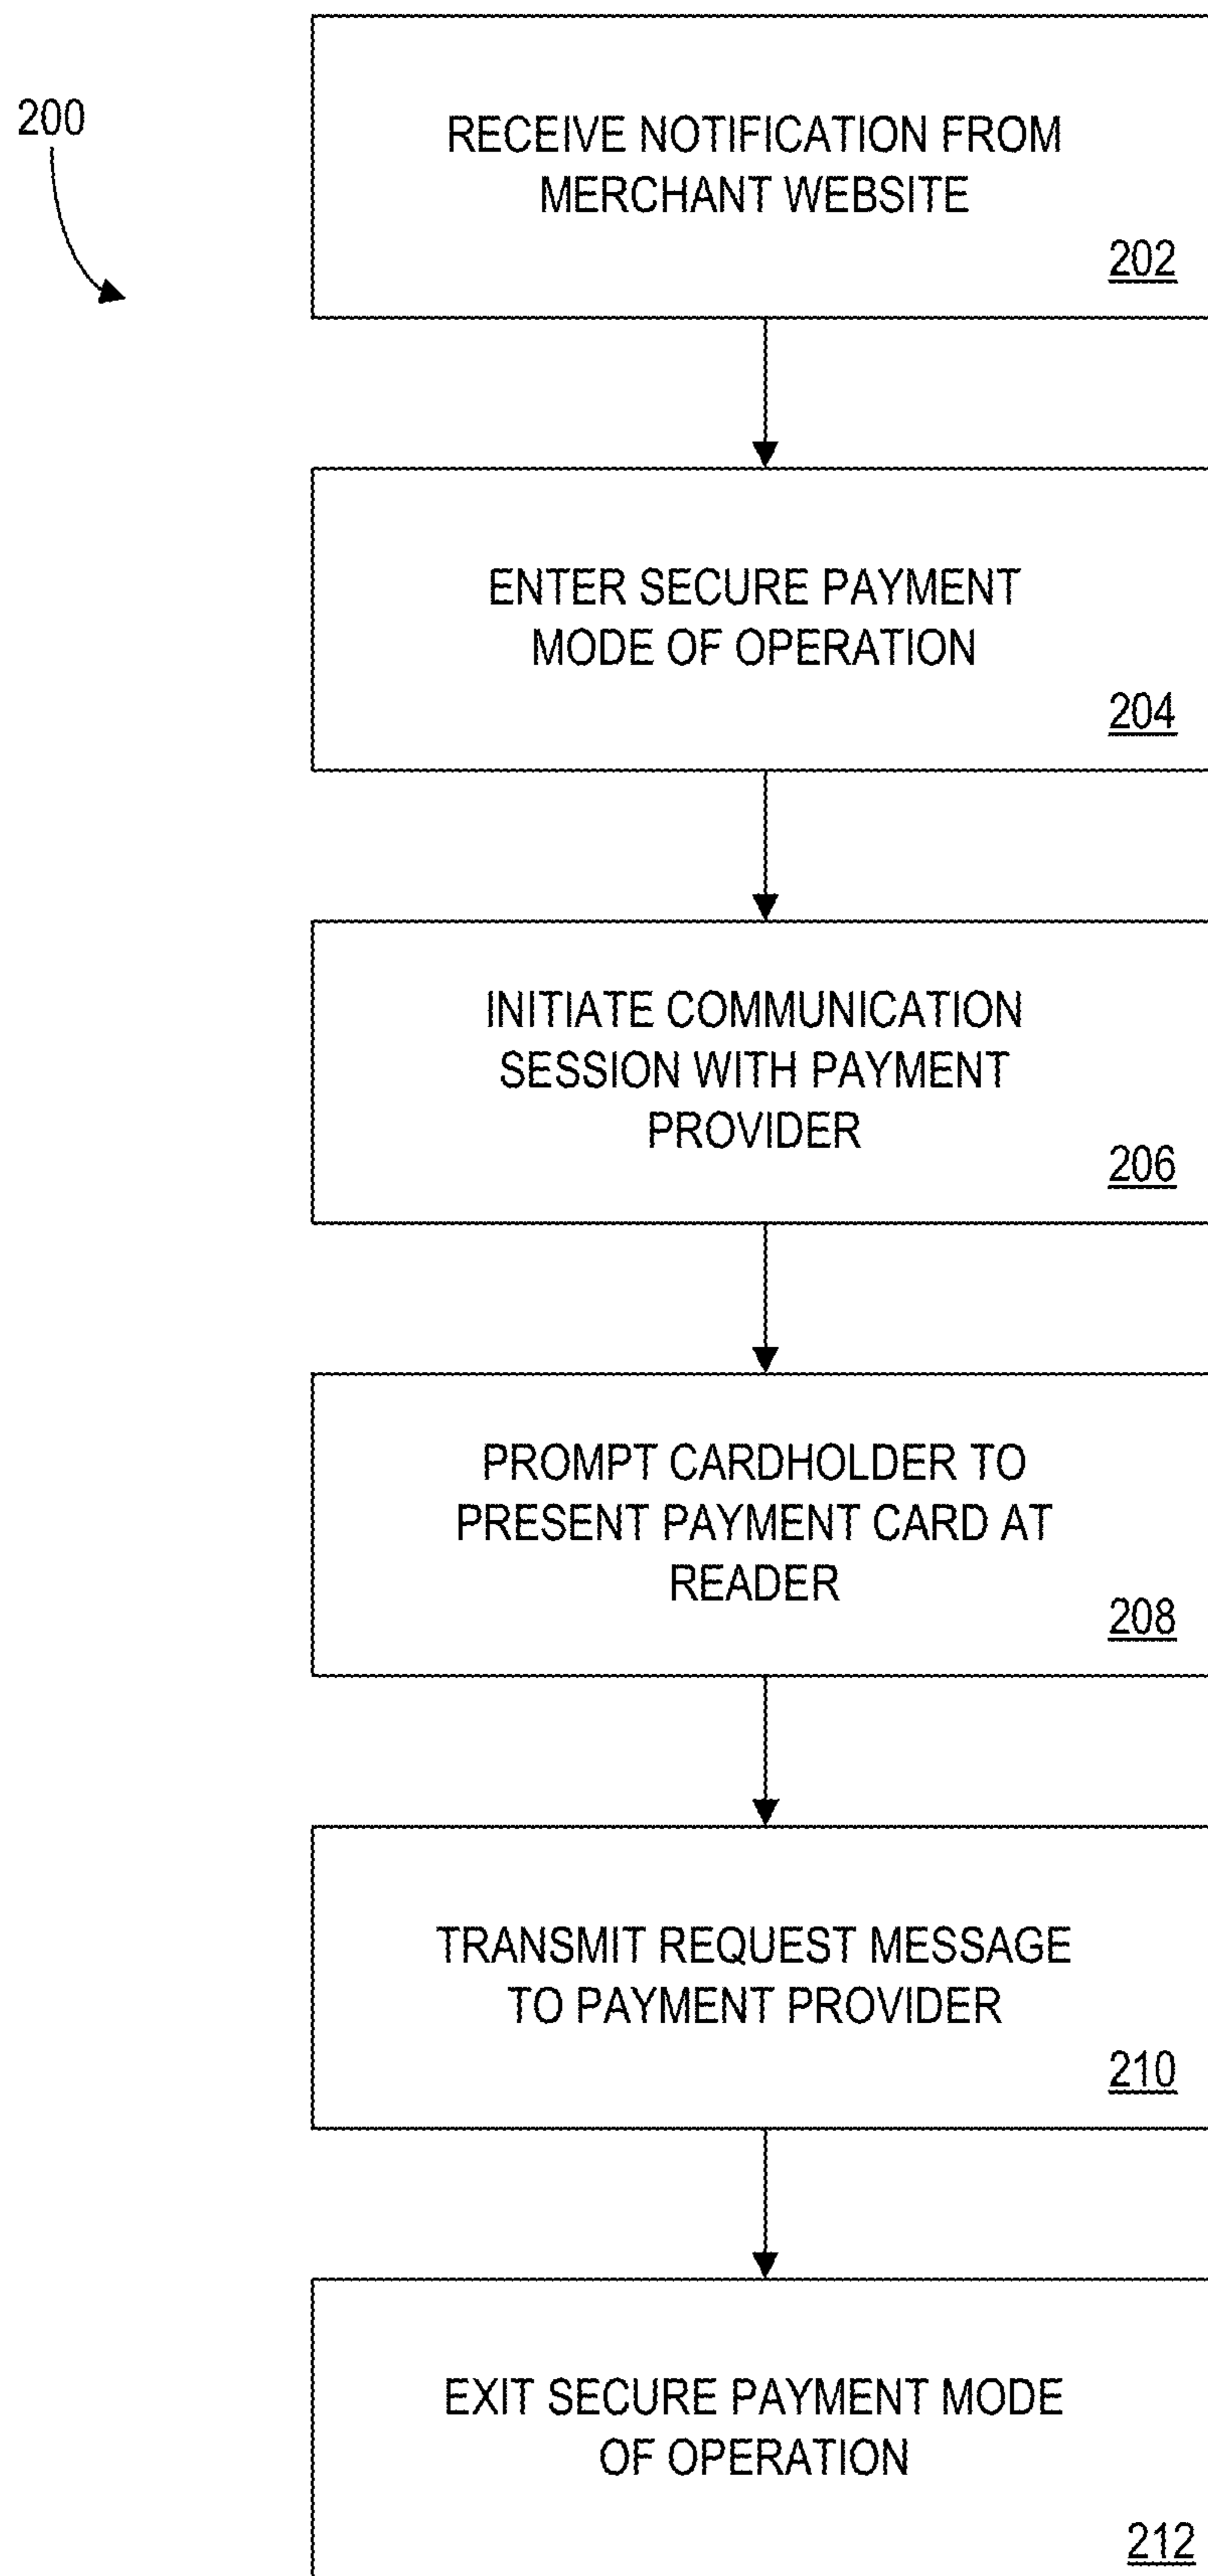 200
RECEIVE NOTIFICATION FROM
MERCHANT WEBSITE
202
ENTER SECURE PAYMENT
MODE OF OPERATION
204
INITIATE COMMUNICATION
SESSION WITH PAYMENT
PROVIDER
206
PROMPT CARDHOLDER TO
PRESENT PAYMENT CARD AT
READER
208
TRANSMIT REQUEST MESSAGE
TO PAYMENT PROVIDER
210
EXIT SECURE PAYMENT MODE
OF OPERATION
212